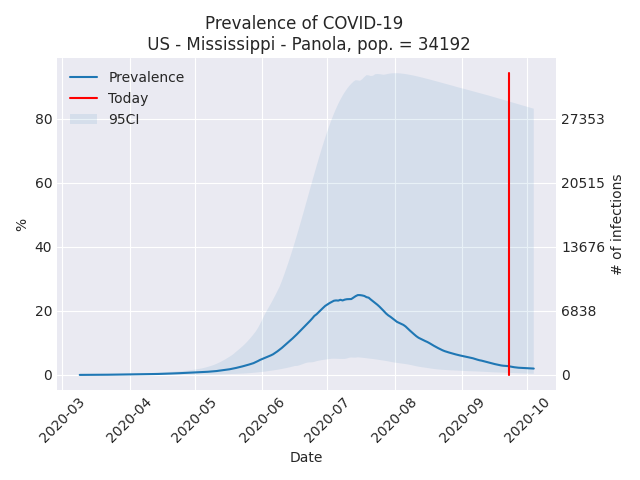 Prevalence of COVID-19
US - Mississippi - Panola, pop. = 34192
Prevalence
Today
95CI
80
60
40
20
0
%
27353
20515
13676
6838
0
# of infections
2020-03
2020-04
2020-05
2020-06
2020-07
2020-08
2020-09
2020-10
Date